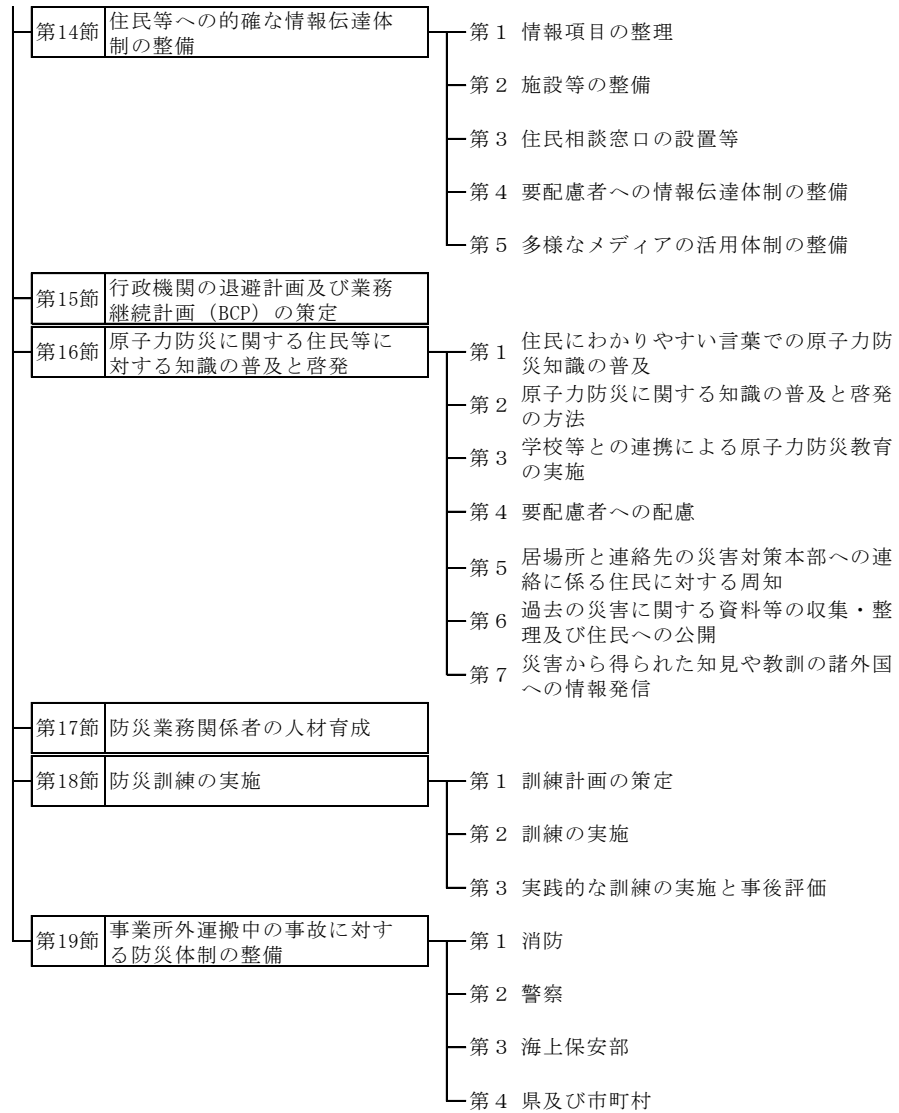 第14節 住民等への的確な情報伝達体
制の整備
第１ 情報項目の整理
第２ 施設等の整備
第３ 住民相談窓口の設置等
第４ 要配慮者への情報伝達体制の整備
第５ 多様なメディアの活用体制の整備
第15節 行政機関の退避計画及び業務
継続計画（BCP）の策定
第16節 原子力防災に関する住民等に
対する知識の普及と啓発
第１ 住民にわかりやすい言葉での原子力防
災知識の普及
第２ 原子力防災に関する知識の普及と啓発
の方法
第３ 学校等との連携による原子力防災教育
の実施
第４ 要配慮者への配慮
第５ 居場所と連絡先の災害対策本部への連
絡に係る住民に対する周知
第６ 過去の災害に関する資料等の収集・整
理及び住民への公開
第７ 災害から得られた知見や教訓の諸外国
への情報発信
第17節 防災業務関係者の人材育成
第18節 防災訓練の実施
第１ 訓練計画の策定
第２ 訓練の実施
第３ 実践的な訓練の実施と事後評価
第19節 事業所外運搬中の事故に対す
る防災体制の整備
第１ 消防
第２ 警察
第３ 海上保安部
第４ 県及び市町村